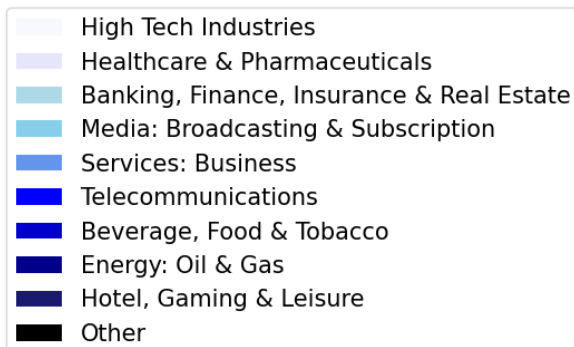 High Tech Industries
Healthcare & Pharmaceuticals
Banking, Finance, Insurance & Real Estate
Media: Broadcasting & Subscription
Services: Business
Telecommunications
Beverage, Food & Tobacco
Energy: Oil & Gas
Hotel, Gaming & Leisure
Other